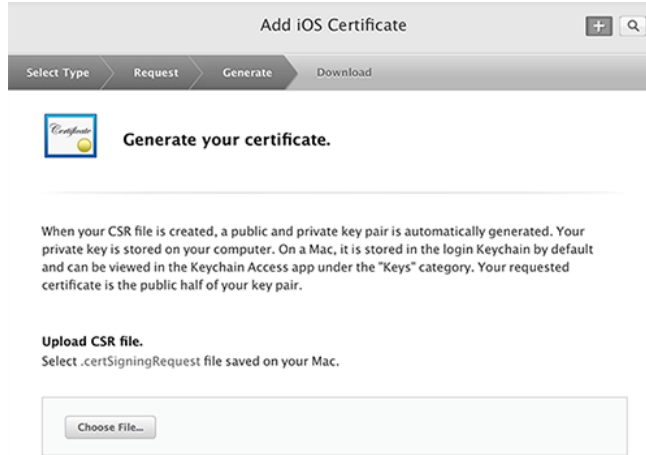 Add iOS Certificate
Select Type
Request
Generate
Download
Certificate
Generate your certificate.
When your CSR file is created, a public and private key pair is automatically generated. Your
private key is stored on your computer. On a Mac, it is stored in the login Keychain by default
and can be viewed in the Keychain Access app under the "Keys" category. Your requested
certificate is the public half of your key pair.
Upload CSR file.
Select .certSigningRequest file saved on your Mac.
Choose File...